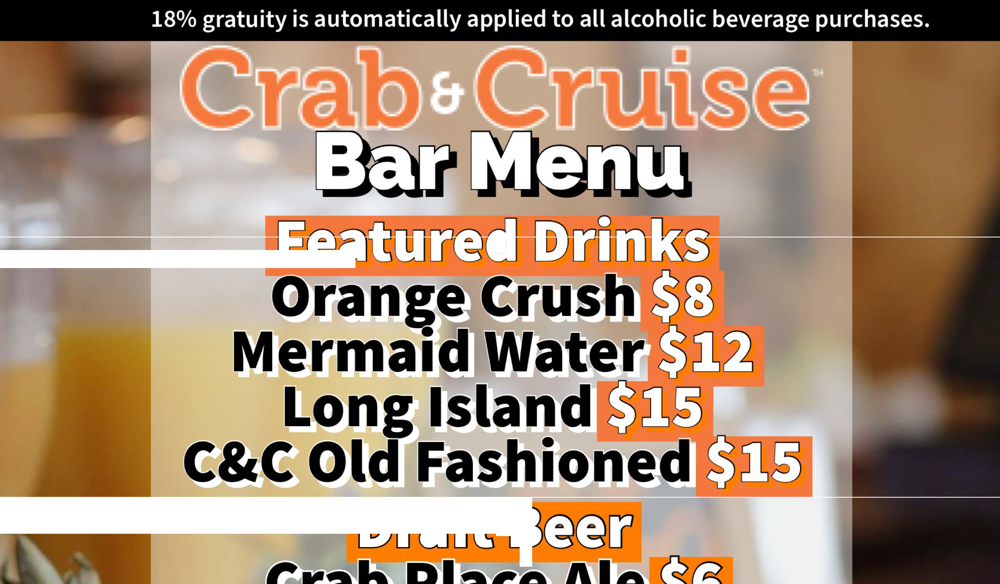 18% gratuity is automatically applied to all alcoholic beverage purchases.
Crab & Cruise™
Bar Menu
Featured Drinks
Orange Crush $8
Mermaid Water $12
Long Island $15
C&C Old Fashioned $15
Draft Beer
Crab Place Ale $6